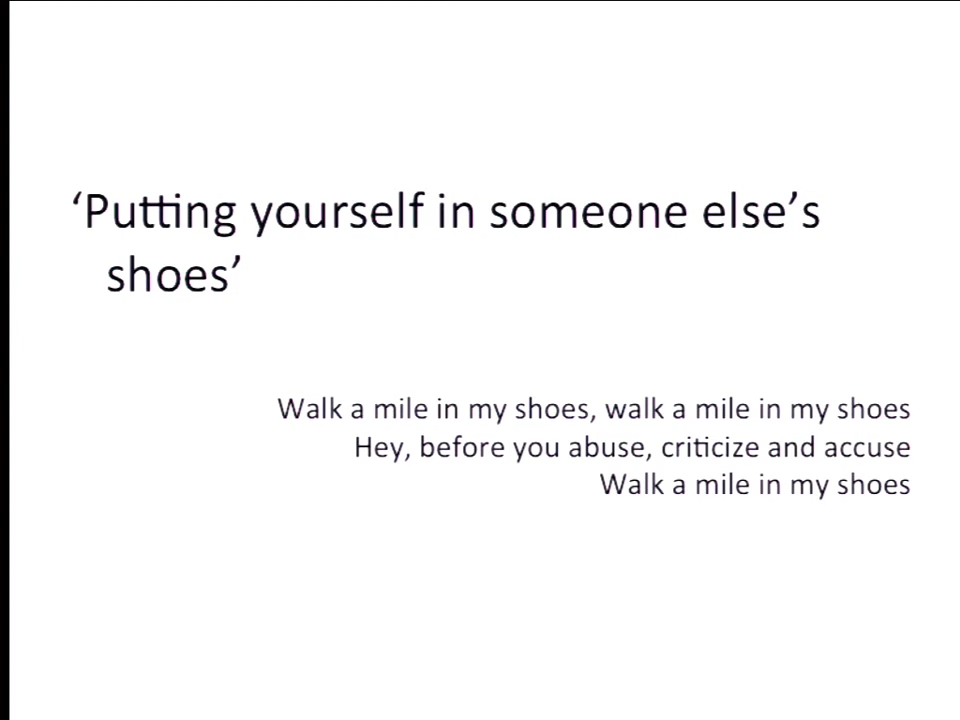 ‘Putting yourself in someone else’s
shoes’
Walk a mile in my shoes, walk a mile in my shoes
Hey, before you abuse, criticize and accuse
Walk a mile in my shoes